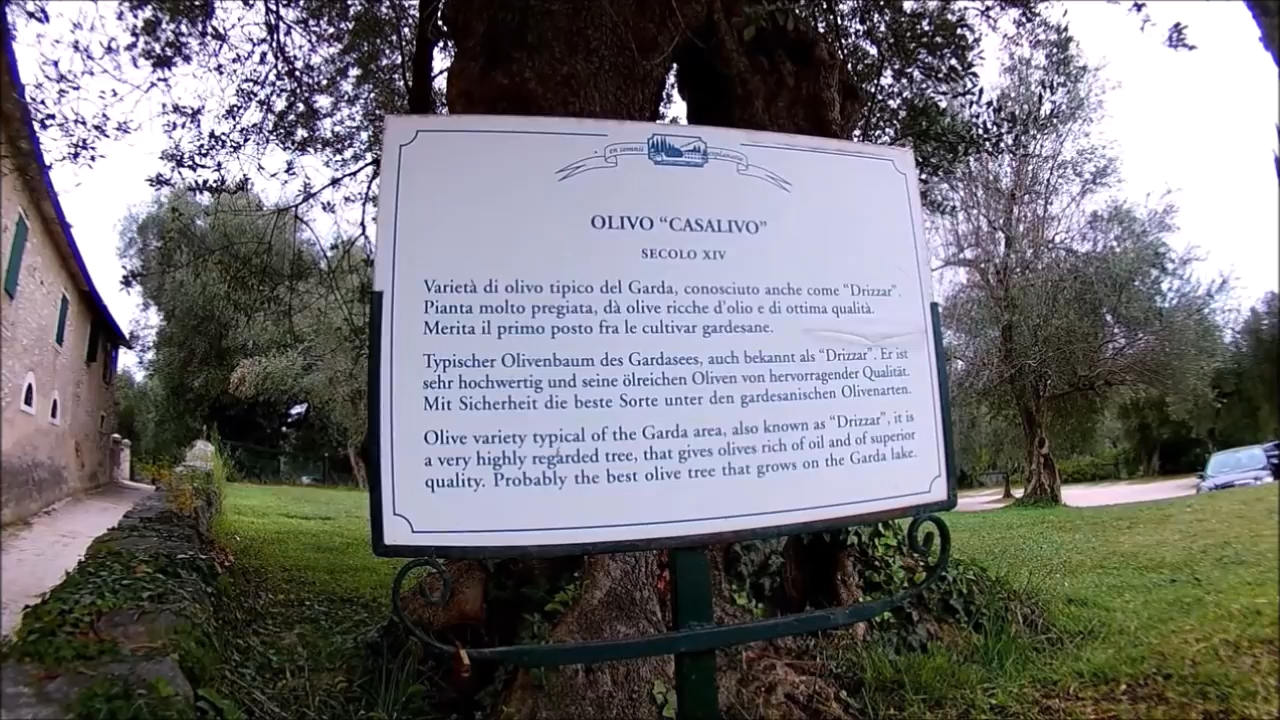 en somnis
OLIVO “CASALIVO”
SECOLO XIV
Varietà di olivo tipico del Garda, conosciuto anche come “Drizzar”.
Pianta molto pregiata, dà olive ricche d’olio e di ottima qualità.
Merita il primo posto fra le cultivar gardesane.
Typischer Olivenbaum des Gardasees, auch bekannt als “Drizzar”. Er ist
sehr hochwertig und seine ölreichen Oliven von hervorragender Qualität.
Mit Sicherheit die beste Sorte unter den gardesanischen Olivenarten.
Olive variety typical of the Garda area, also known as “Drizzar”, it is
a very highly regarded tree, that gives olives rich of oil and of superior
quality. Probably the best olive tree that grows on the Garda lake.